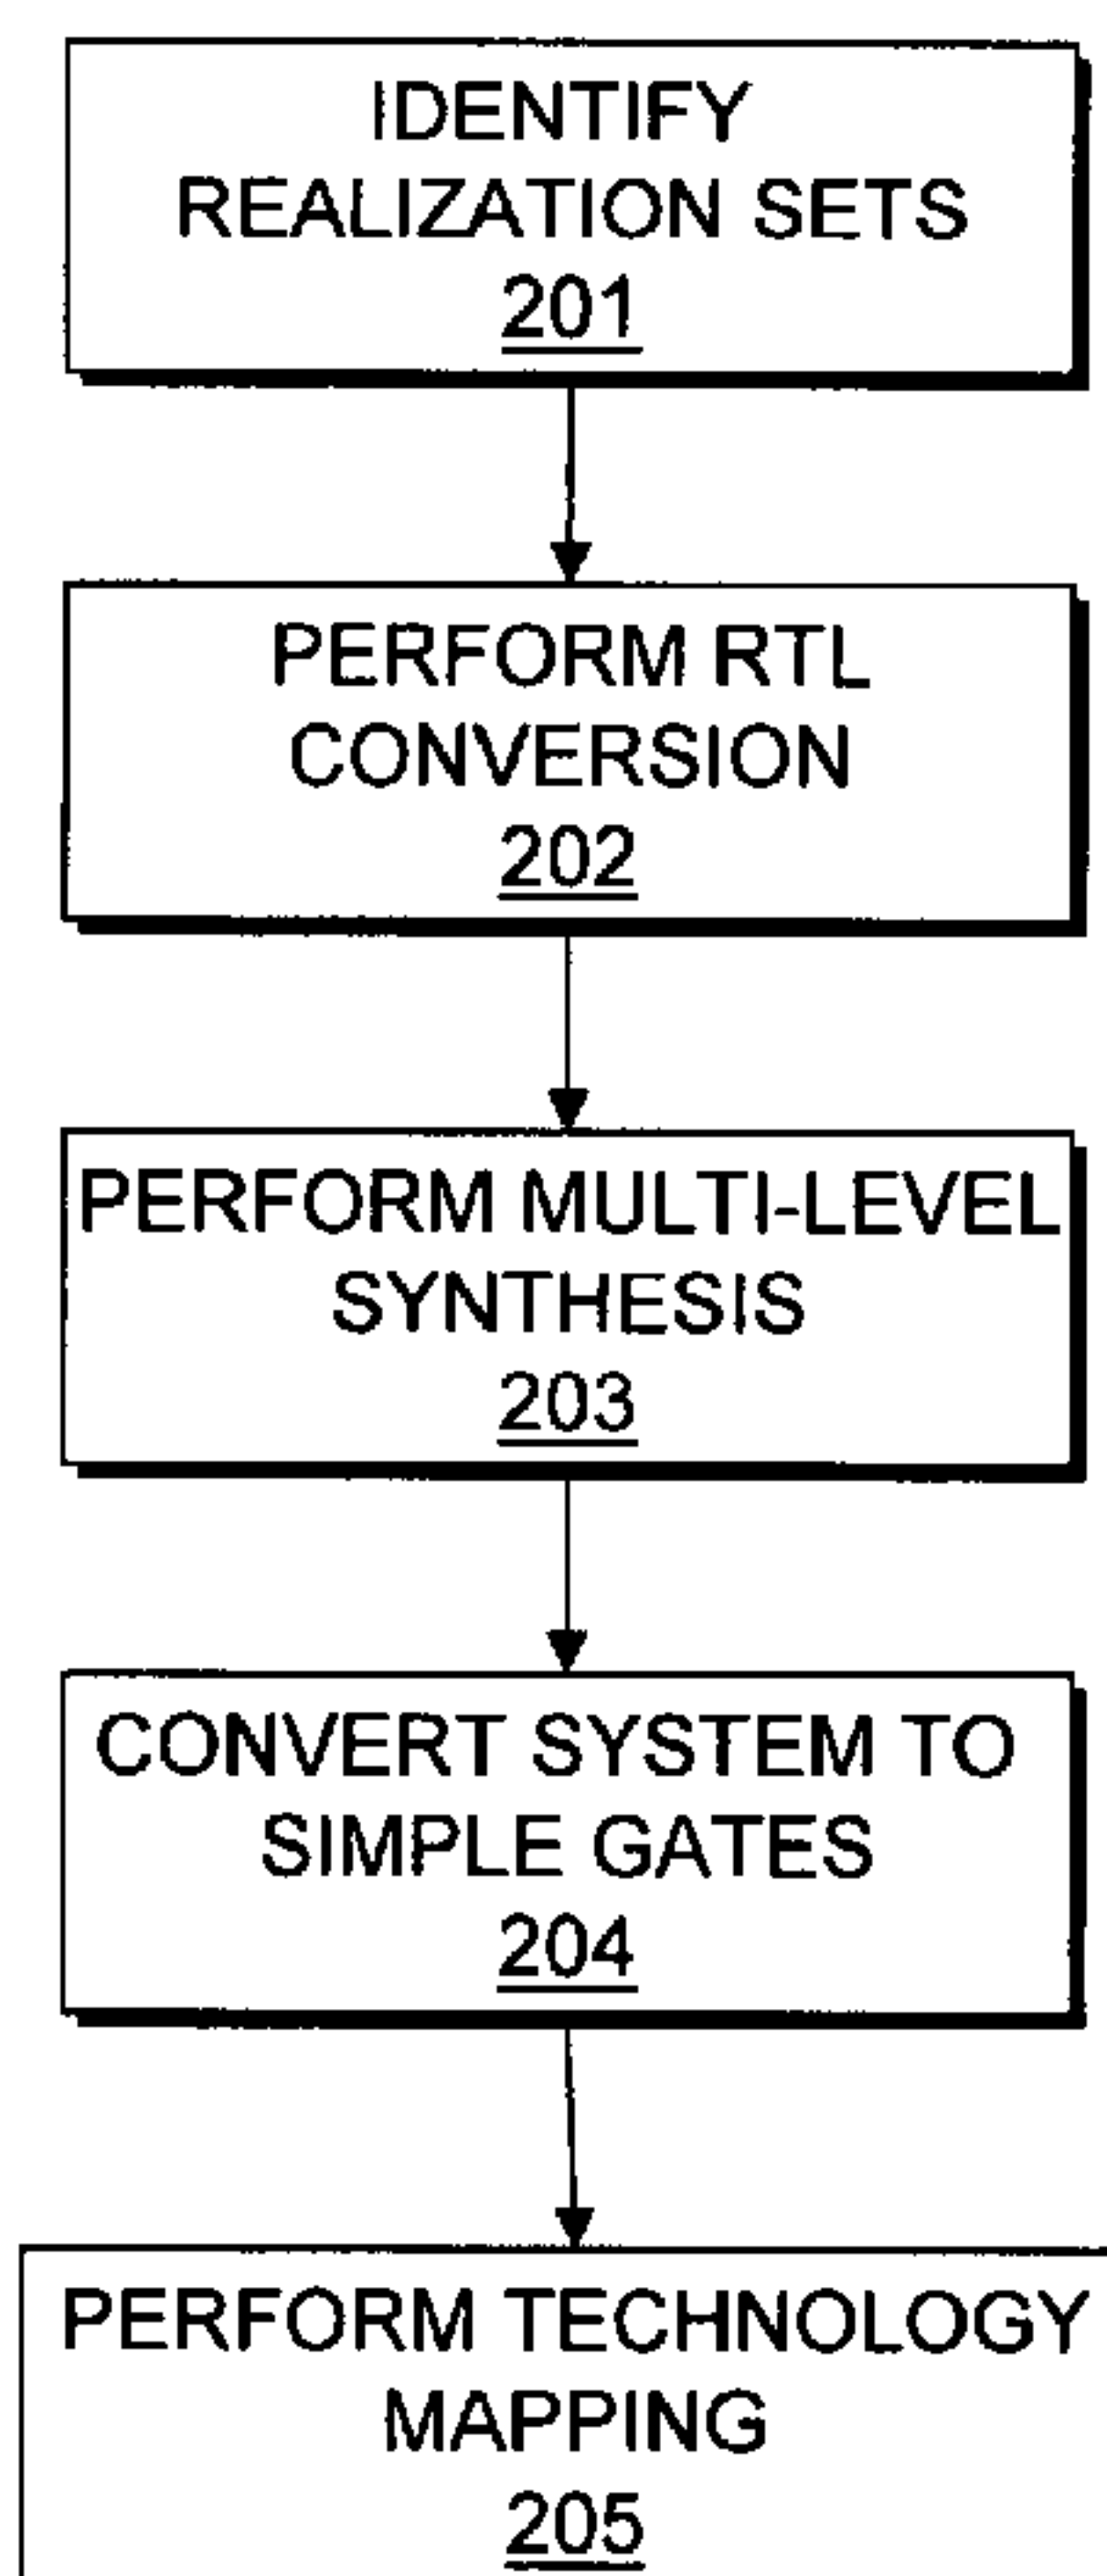 IDENTIFY
REALIZATION SETS
201
PERFORM RTL
CONVERSION
202
PERFORM MULTI-LEVEL
SYNTHESIS
203
CONVERT SYSTEM TO
SIMPLE GATES
204
PERFORM TECHNOLOGY
MAPPING
205